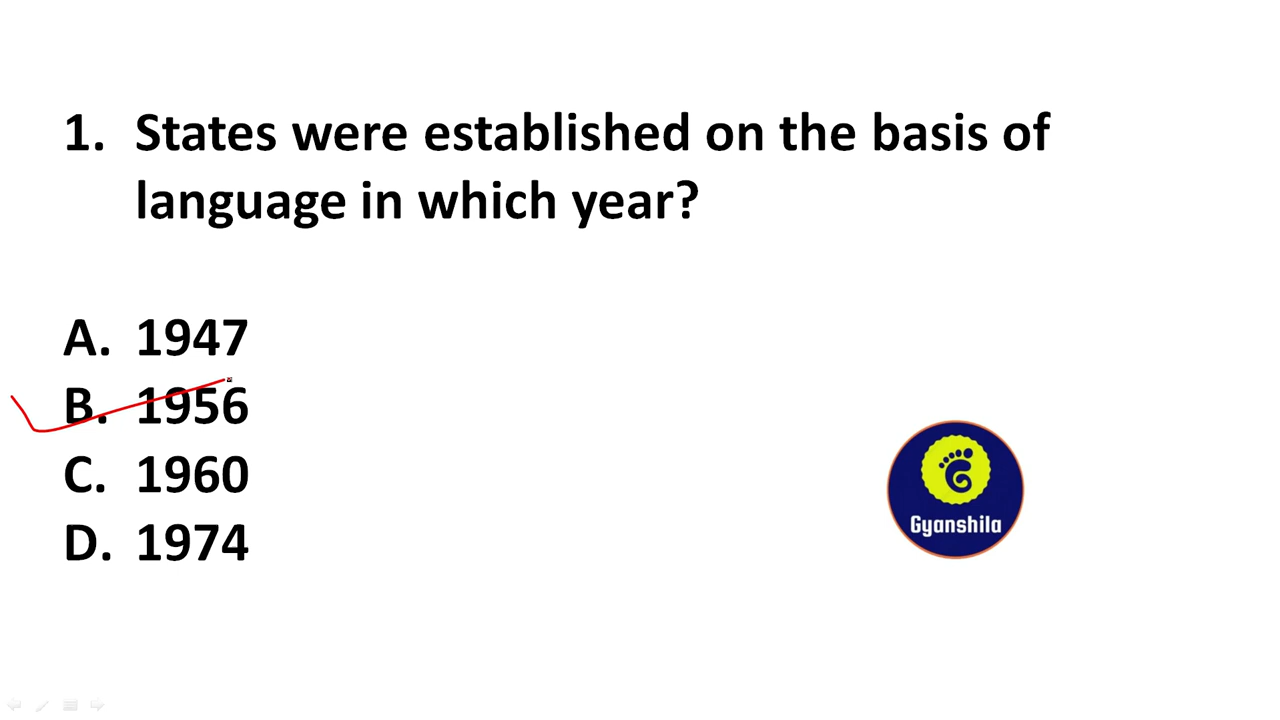 1. States were established on the basis of
language in which year?
A. 1947
B. 1956
C. 1960
D. 1974
Gyanshila